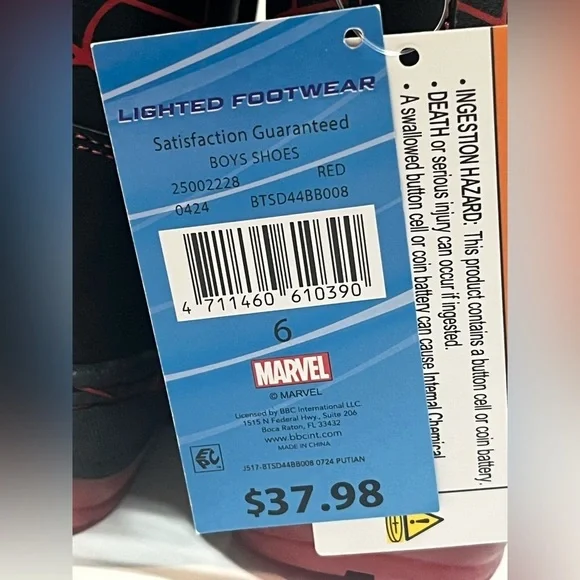 LIGHTED FOOTWEAR
Satisfaction Guaranteed
BOYS SHOES
25002228 RED
0424 BTSD44BB008
4 711460 610390
6
MARVEL
© MARVEL
Licensed by BBC International LLC
1515 N Federal Hwy., Suite 206
Boca Raton, FL 33432
www.bbcint.com
MADE IN CHINA
EPC
J517-BTSD44BB008 0724 PUTIAN
$37.98
• INGESTION HAZARD: This product contains a button cell or coin battery.
• DEATH or serious injury can occur if ingested.
• A swallowed button cell or coin battery can cause Internal Chemical